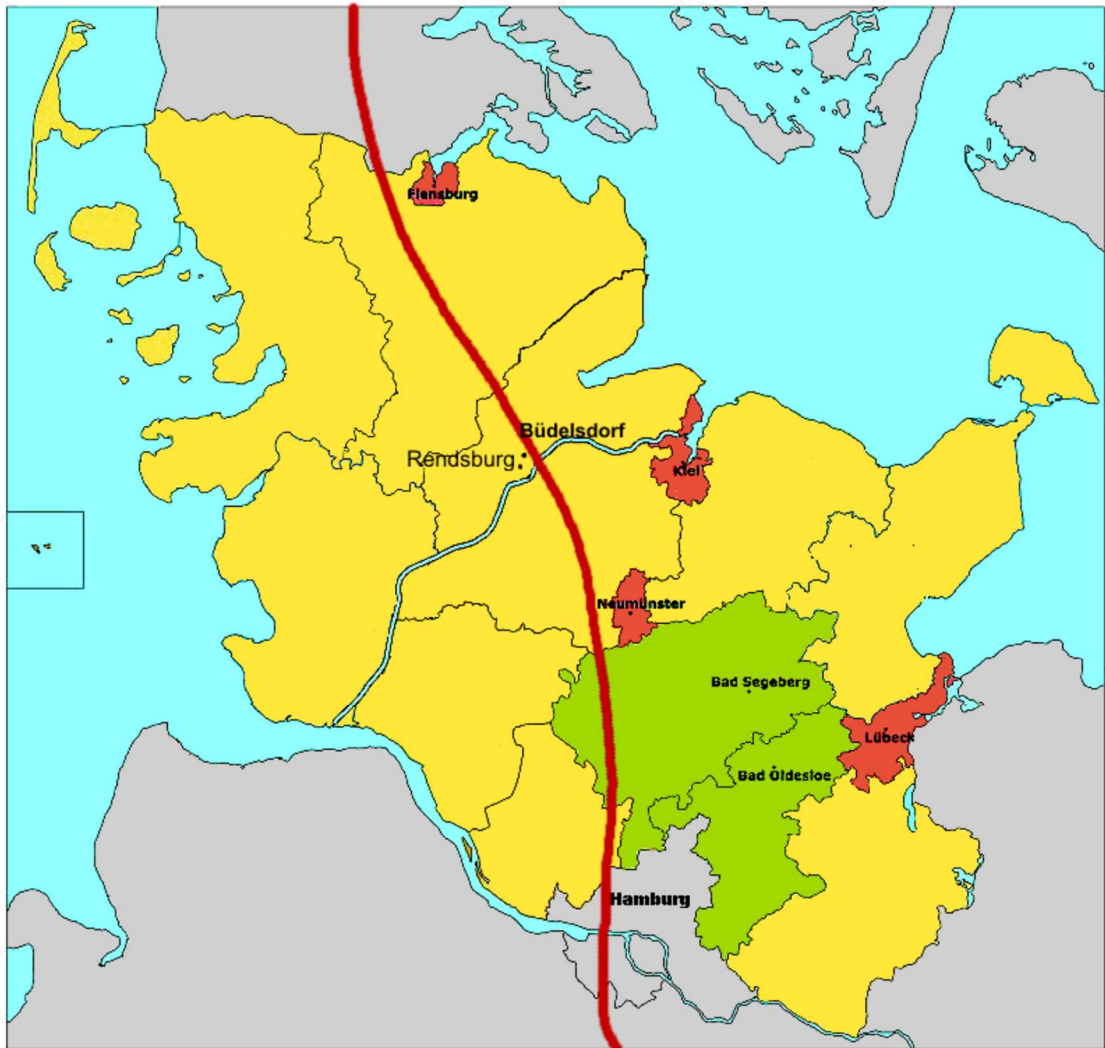 Flensburg
Büdelsdorf
Rendsburg
Kiel
Neumünster
Bad Segeberg
Lübeck
Bad Oldesloe
Hamburg